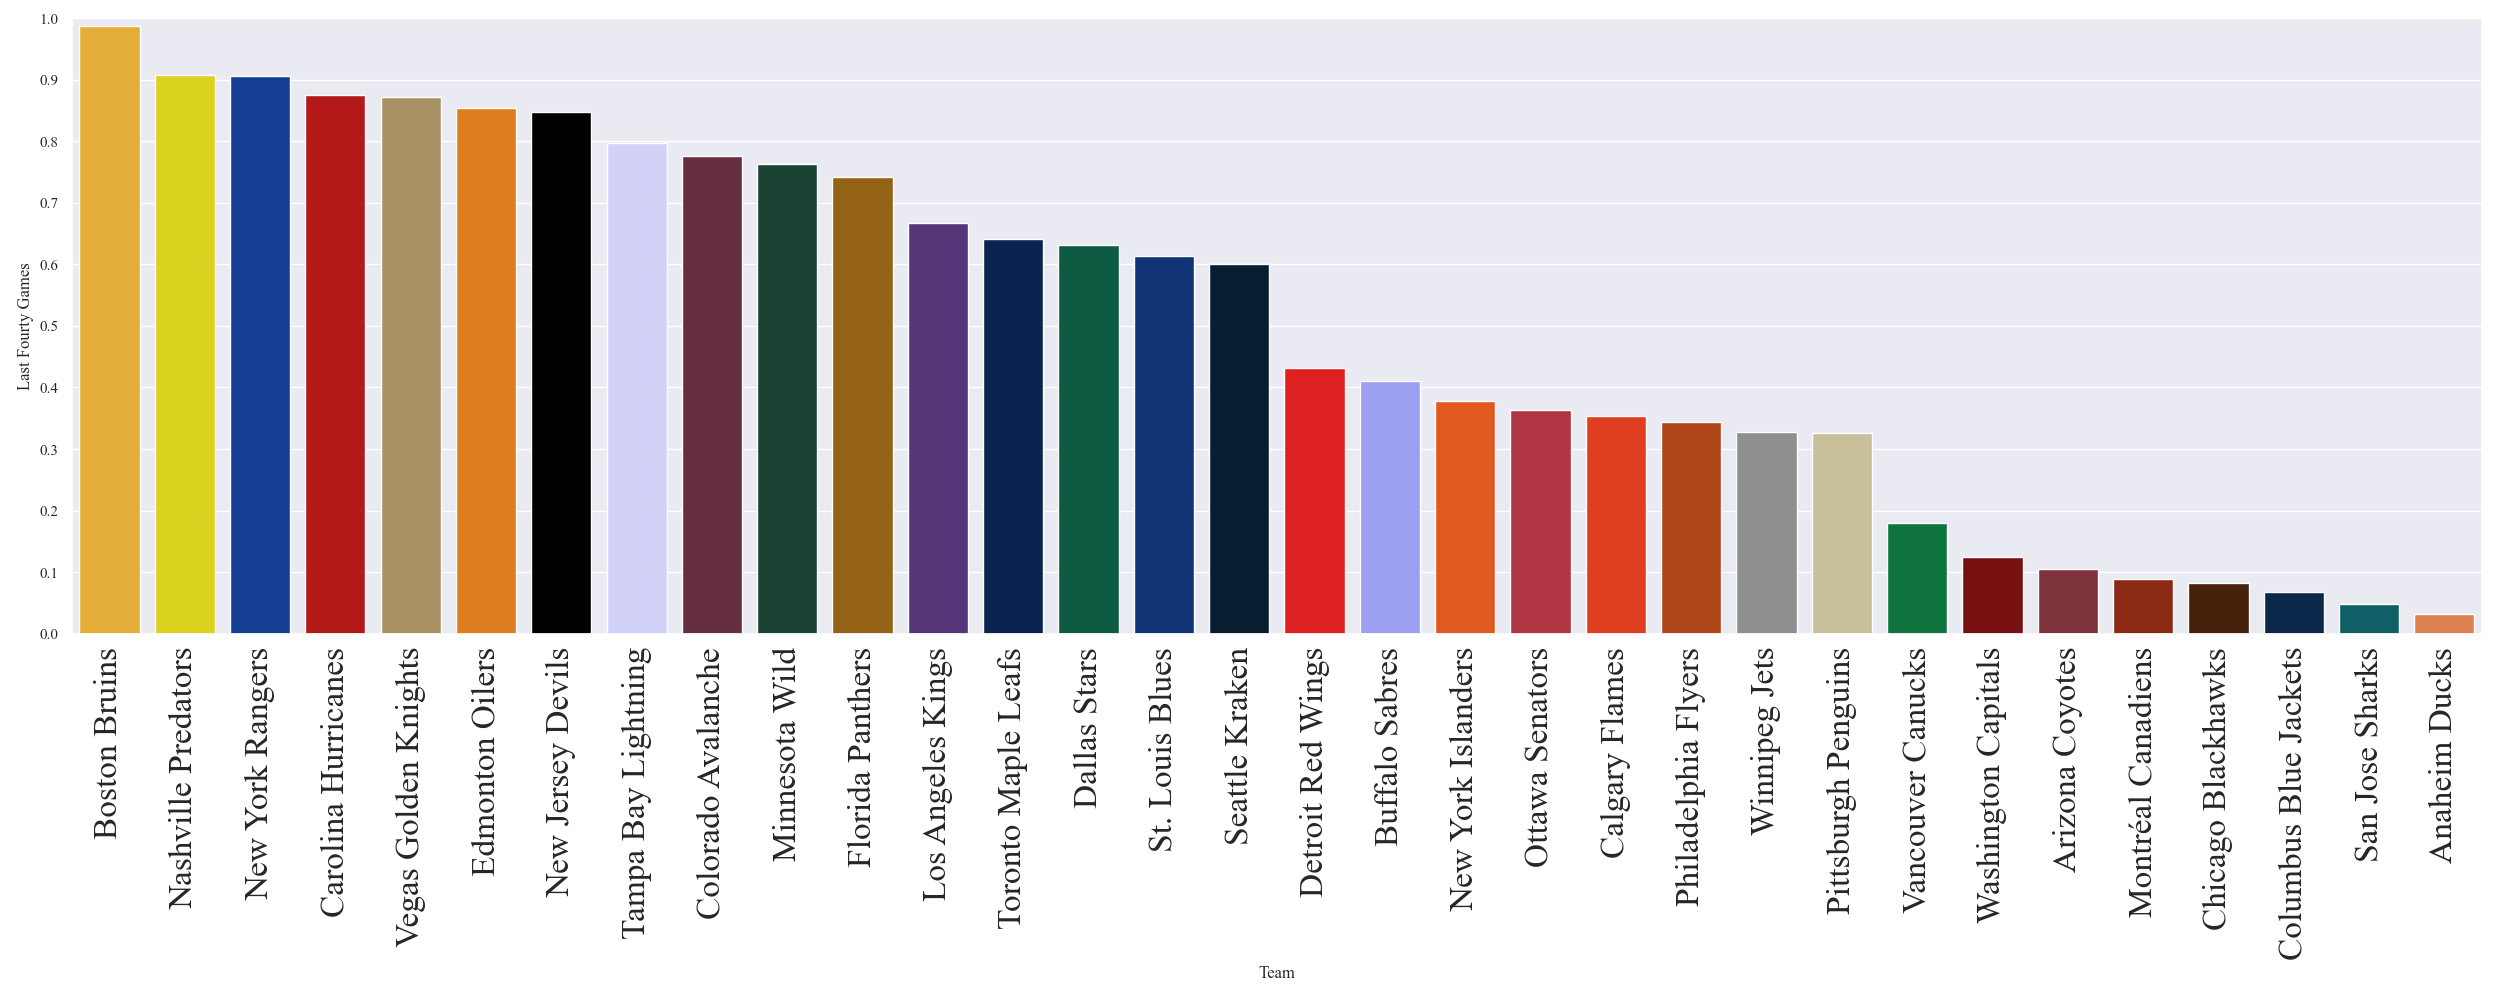 1.0
0.9
0.8
0.7
0.6
0.5
0.4
0.3
0.2
0.1
0.0
Last Fourty Games
Boston Bruins
Nashville Predators
New York Rangers
Carolina Hurricanes
Vegas Golden Knights
Edmonton Oilers
New Jersey Devils
Tampa Bay Lightning
Colorado Avalanche
Minnesota Wild
Florida Panthers
Los Angeles Kings
Toronto Maple Leafs
Dallas Stars
St. Louis Blues
Seattle Kraken
Detroit Red Wings
Buffalo Sabres
New York Islanders
Ottawa Senators
Calgary Flames
Philadelphia Flyers
Winnipeg Jets
Pittsburgh Penguins
Vancouver Canucks
Washington Capitals
Arizona Coyotes
Montréal Canadiens
Chicago Blackhawks
Columbus Blue Jackets
San Jose Sharks
Anaheim Ducks
Team